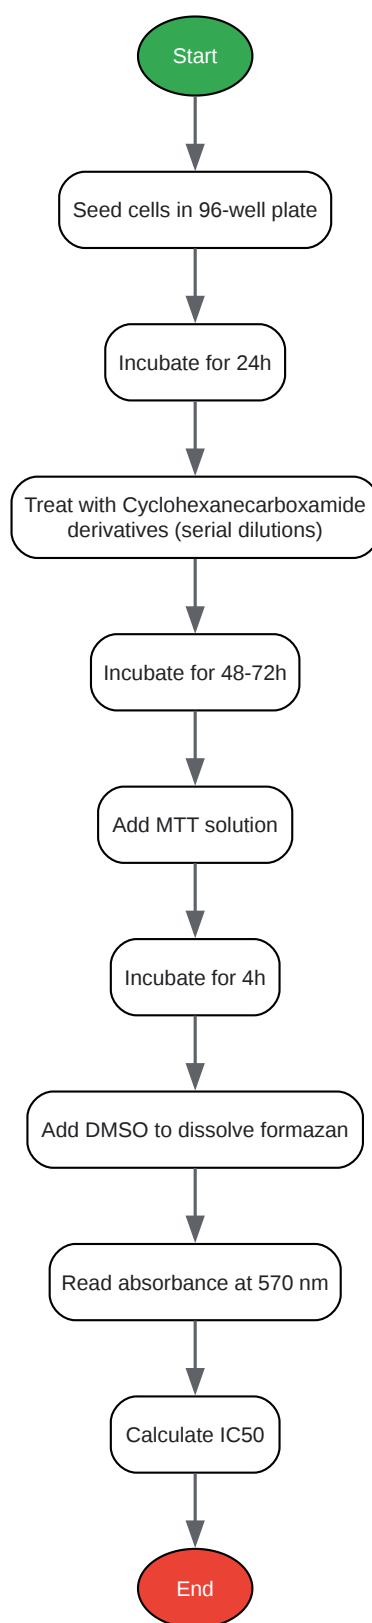 Start
Seed cells in 96-well plate
Incubate for 24h
Treat with Cyclohexanecarboxamide
derivatives (serial dilutions)
Incubate for 48-72h
Add MTT solution
Incubate for 4h
Add DMSO to dissolve formazan
Read absorbance at 570 nm
Calculate IC50
End